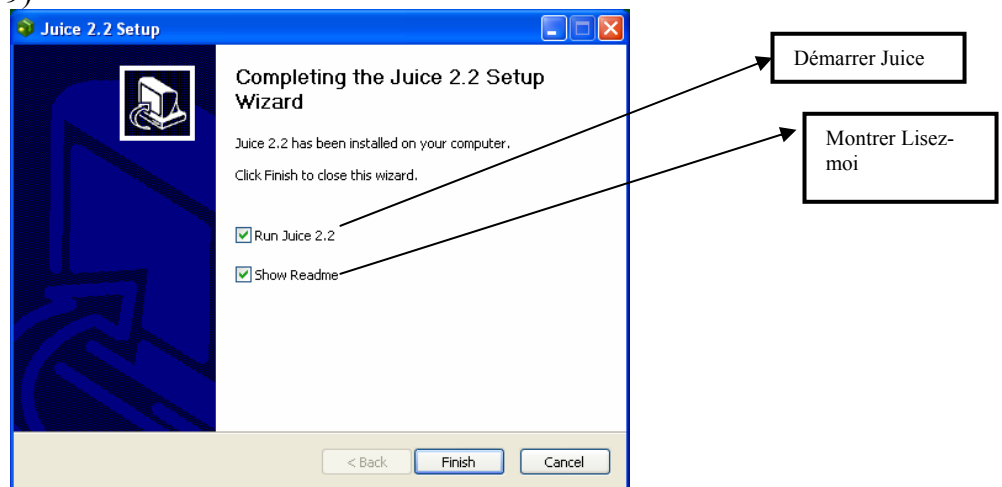 9)
Juice 2.2 Setup
Completing the Juice 2.2 Setup
Wizard
Juice 2.2 has been installed on your computer.
Click Finish to close this wizard.
Run Juice 2.2
Show Readme
< Back
Finish
Cancel
Démarrer Juice
Montrer Lisez-
moi